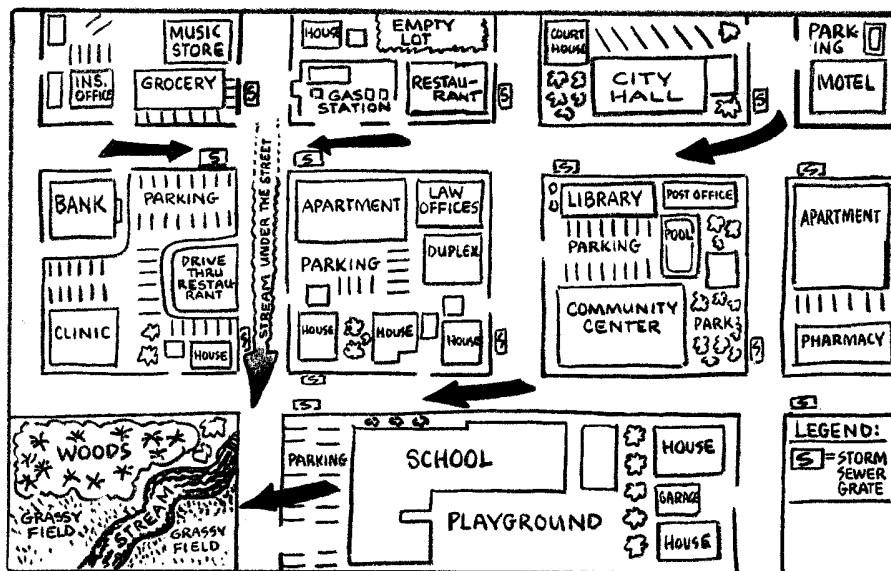 MUSIC
STORE
INS.
OFFICE
GROCERY
S
HOUSE
EMPTY
LOT
GAS
STATION
RESTAU-
RANT
S
COURT
HOUSE
CITY
HALL
S
PARK-
ING
MOTEL
S
S
S
S
BANK
PARKING
DRIVE
THRU
RESTAU-
RANT
CLINIC
HOUSE
S
STREAM UNDER THE STREET
APARTMENT
LAW
OFFICES
PARKING
DUPLEX
HOUSE
HOUSE
HOUSE
S
S
LIBRARY
POST OFFICE
PARKING
POOL
COMMUNITY
CENTER
PARK
S
APARTMENT
PHARMACY
WOODS
GRASSY
FIELD
STREAM
GRASSY
FIELD
S
PARKING
SCHOOL
PLAYGROUND
HOUSE
GARAGE
HOUSE
S
LEGEND:
S = STORM
SEWER
GRATE